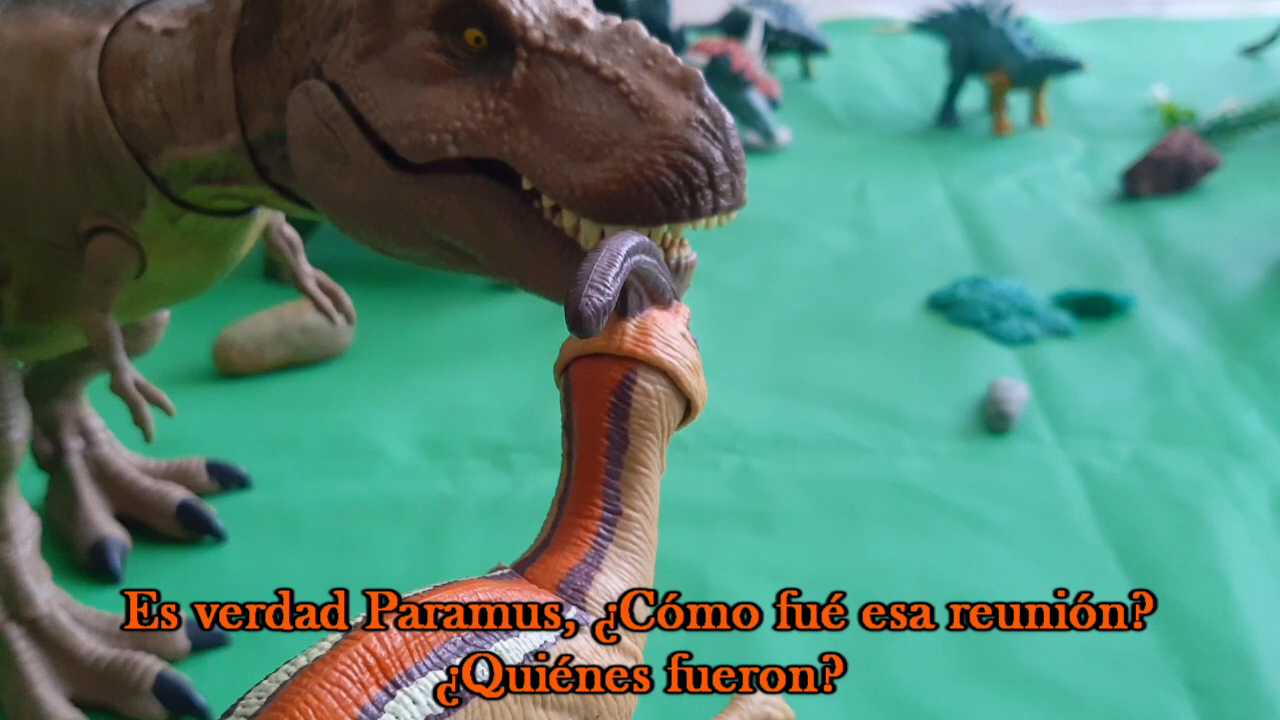 Es verdad Paramus, ¿Cómo fué esa reunión?
¿Quiénes fueron?